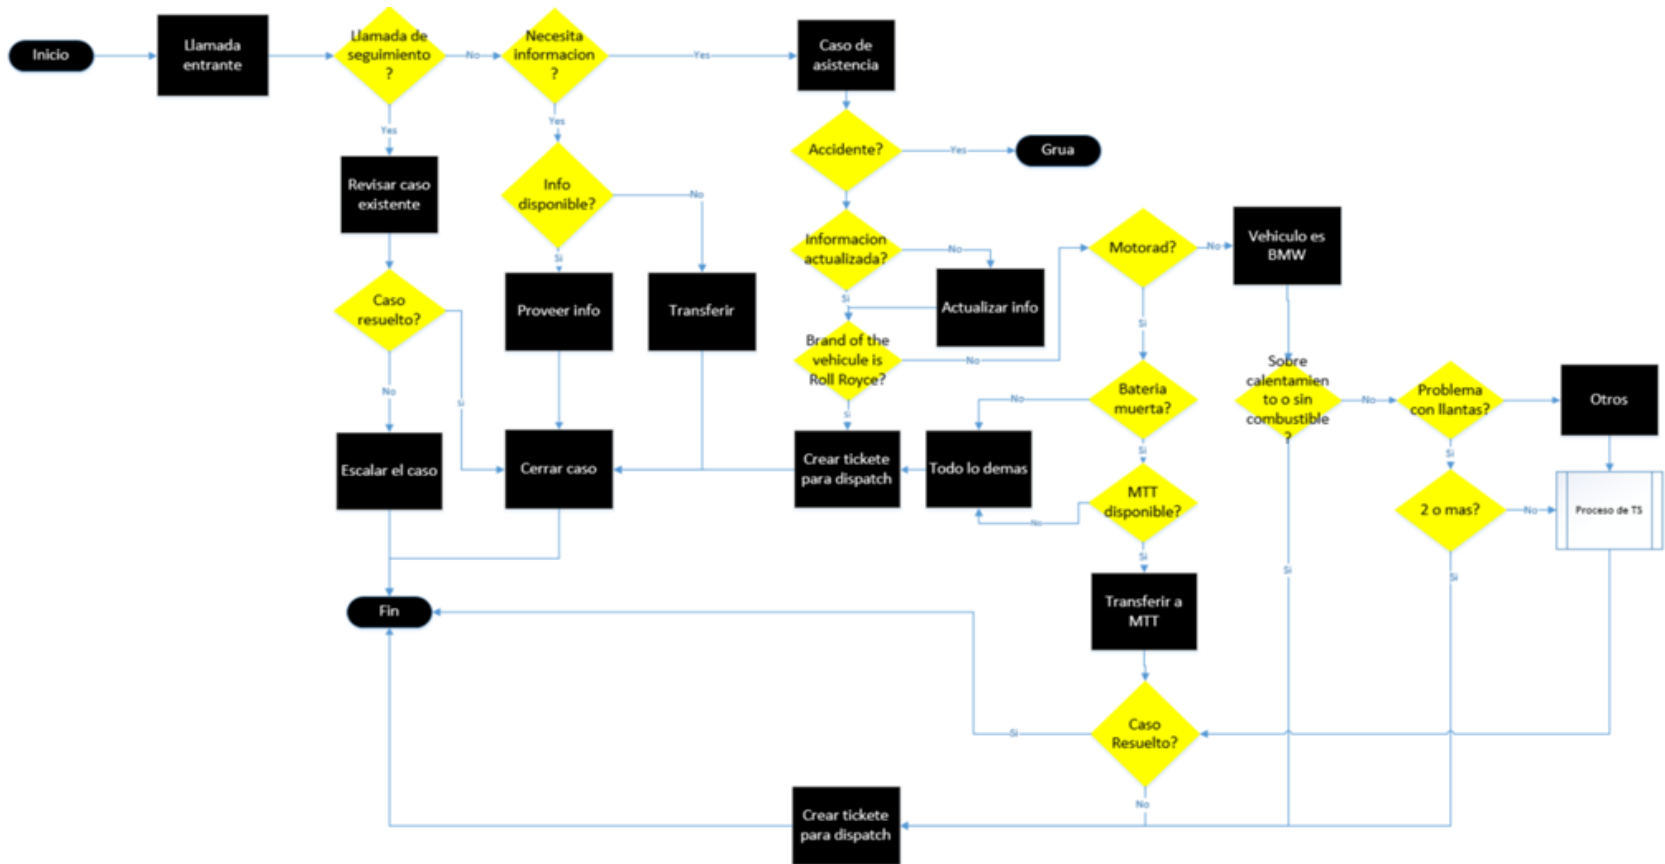 Inicio
Llamada
entrante
Llamada de
seguimiento
?
No
Necesita
informacion
?
Yes
Caso de
asistencia
Yes
Yes
Accidente?
Yes
Grua
Revisar caso
existente
Info
disponible?
No
Informacion
actualizada?
No
Motorad?
No
Vehiculo es
BMW
Si
Caso
resuelto?
Proveer info
Transferir
Si
Actualizar info
Si
Brand of the
vehicule is
Roll Royce?
No
Sobre
calentamien
to o sin
combustible
?
No
Problema
con llantas?
Otros
No
si
si
Bateria
muerta?
No
Si
Si
Escalar el caso
Cerrar caso
Crear tickete
para dispatch
Todo lo demas
MTT
disponible?
No
2 o mas?
No
Proceso de TS
Si
Si
Si
Fin
Transferir a
MTT
Caso
Resuelto?
Si
No
Crear tickete
para dispatch